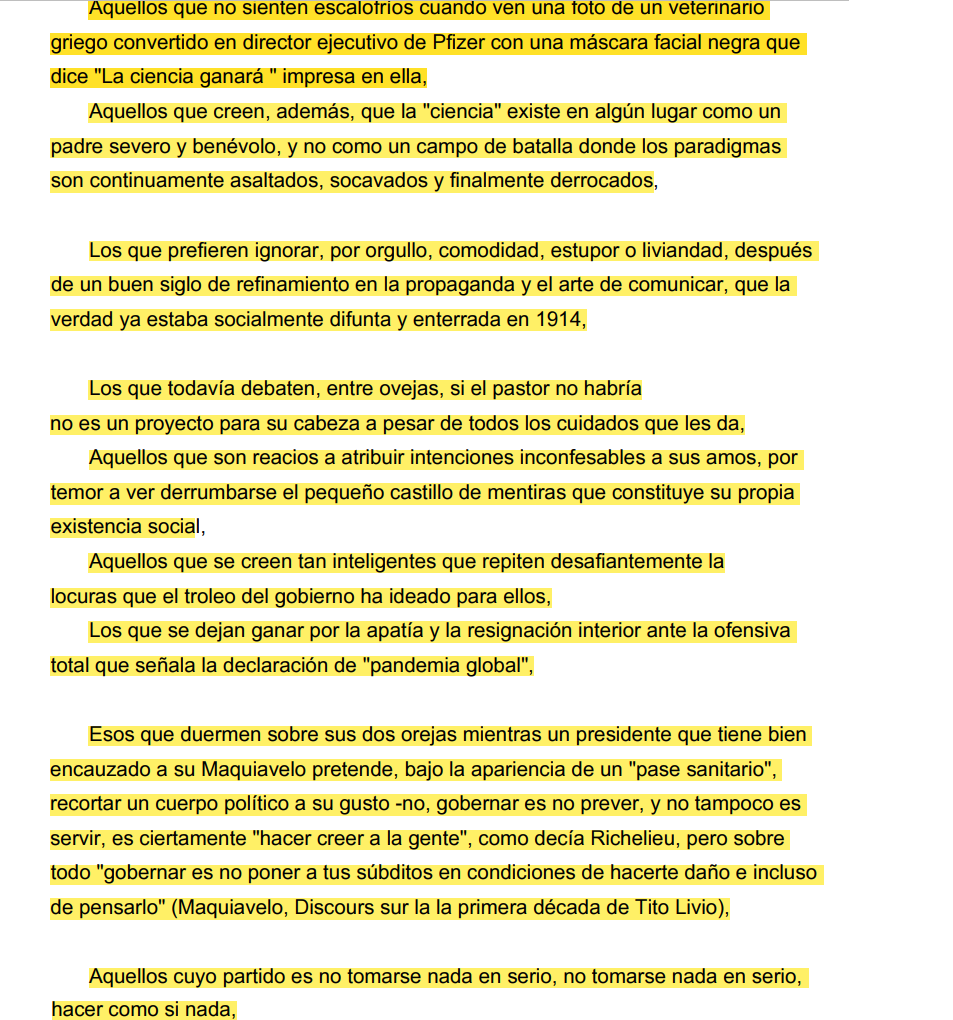 Aquellos que no sienten escalofríos cuando ven una foto de un veterinario
griego convertido en director ejecutivo de Pfizer con una máscara facial negra que
dice "La ciencia ganará " impresa en ella,
Aquellos que creen, además, que la "ciencia" existe en algún lugar como un
padre severo y benévolo, y no como un campo de batalla donde los paradigmas
son continuamente asaltados, socavados y finalmente derrocados,
Los que prefieren ignorar, por orgullo, comodidad, estupor o liviandad, después
de un buen siglo de refinamiento en la propaganda y el arte de comunicar, que la
verdad ya estaba socialmente difunta y enterrada en 1914,
Los que todavía debaten, entre ovejas, si el pastor no habría
no es un proyecto para su cabeza a pesar de todos los cuidados que les da,
Aquellos que son reacios a atribuir intenciones inconfesables a sus amos, por
temor a ver derrumbarse el pequeño castillo de mentiras que constituye su propia
existencia social,
Aquellos que se creen tan inteligentes que repiten desafiantemente la
locuras que el troleo del gobierno ha ideado para ellos,
Los que se dejan ganar por la apatía y la resignación interior ante la ofensiva
total que señala la declaración de "pandemia global",
Esos que duermen sobre sus dos orejas mientras un presidente que tiene bien
encauzado a su Maquiavelo pretende, bajo la apariencia de un "pase sanitario",
recortar un cuerpo político a su gusto -no, gobernar es no prever, y no tampoco es
servir, es ciertamente "hacer creer a la gente", como decía Richelieu, pero sobre
todo "gobernar es no poner a tus súbditos en condiciones de hacerte daño e incluso
de pensarlo" (Maquiavelo, Discours sur la la primera década de Tito Livio),
Aquellos cuyo partido es no tomarse nada en serio, no tomarse nada en serio,
hacer como si nada,